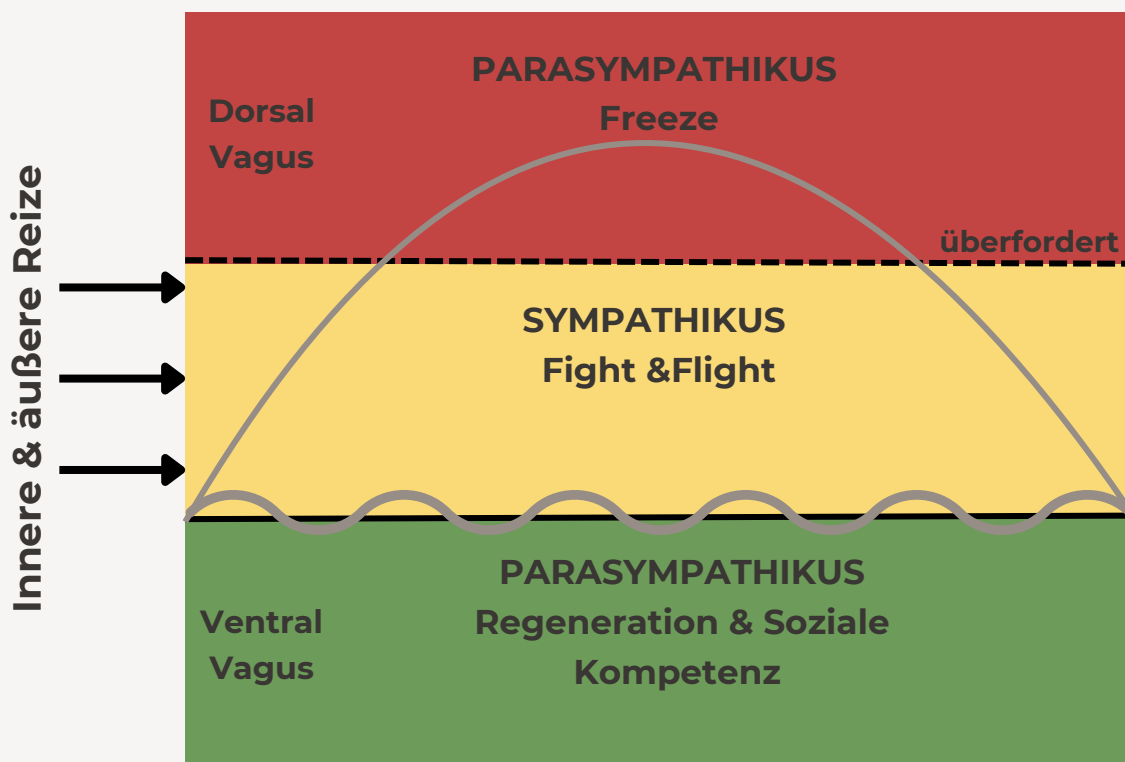 Innere & äußere Reize
PARASYMPATHIKUS
Freeze
Dorsal
Vagus
überfordert
SYMPATHIKUS
Fight &Flight
PARASYMPATHIKUS
Regeneration & Soziale
Kompetenz
Ventral
Vagus